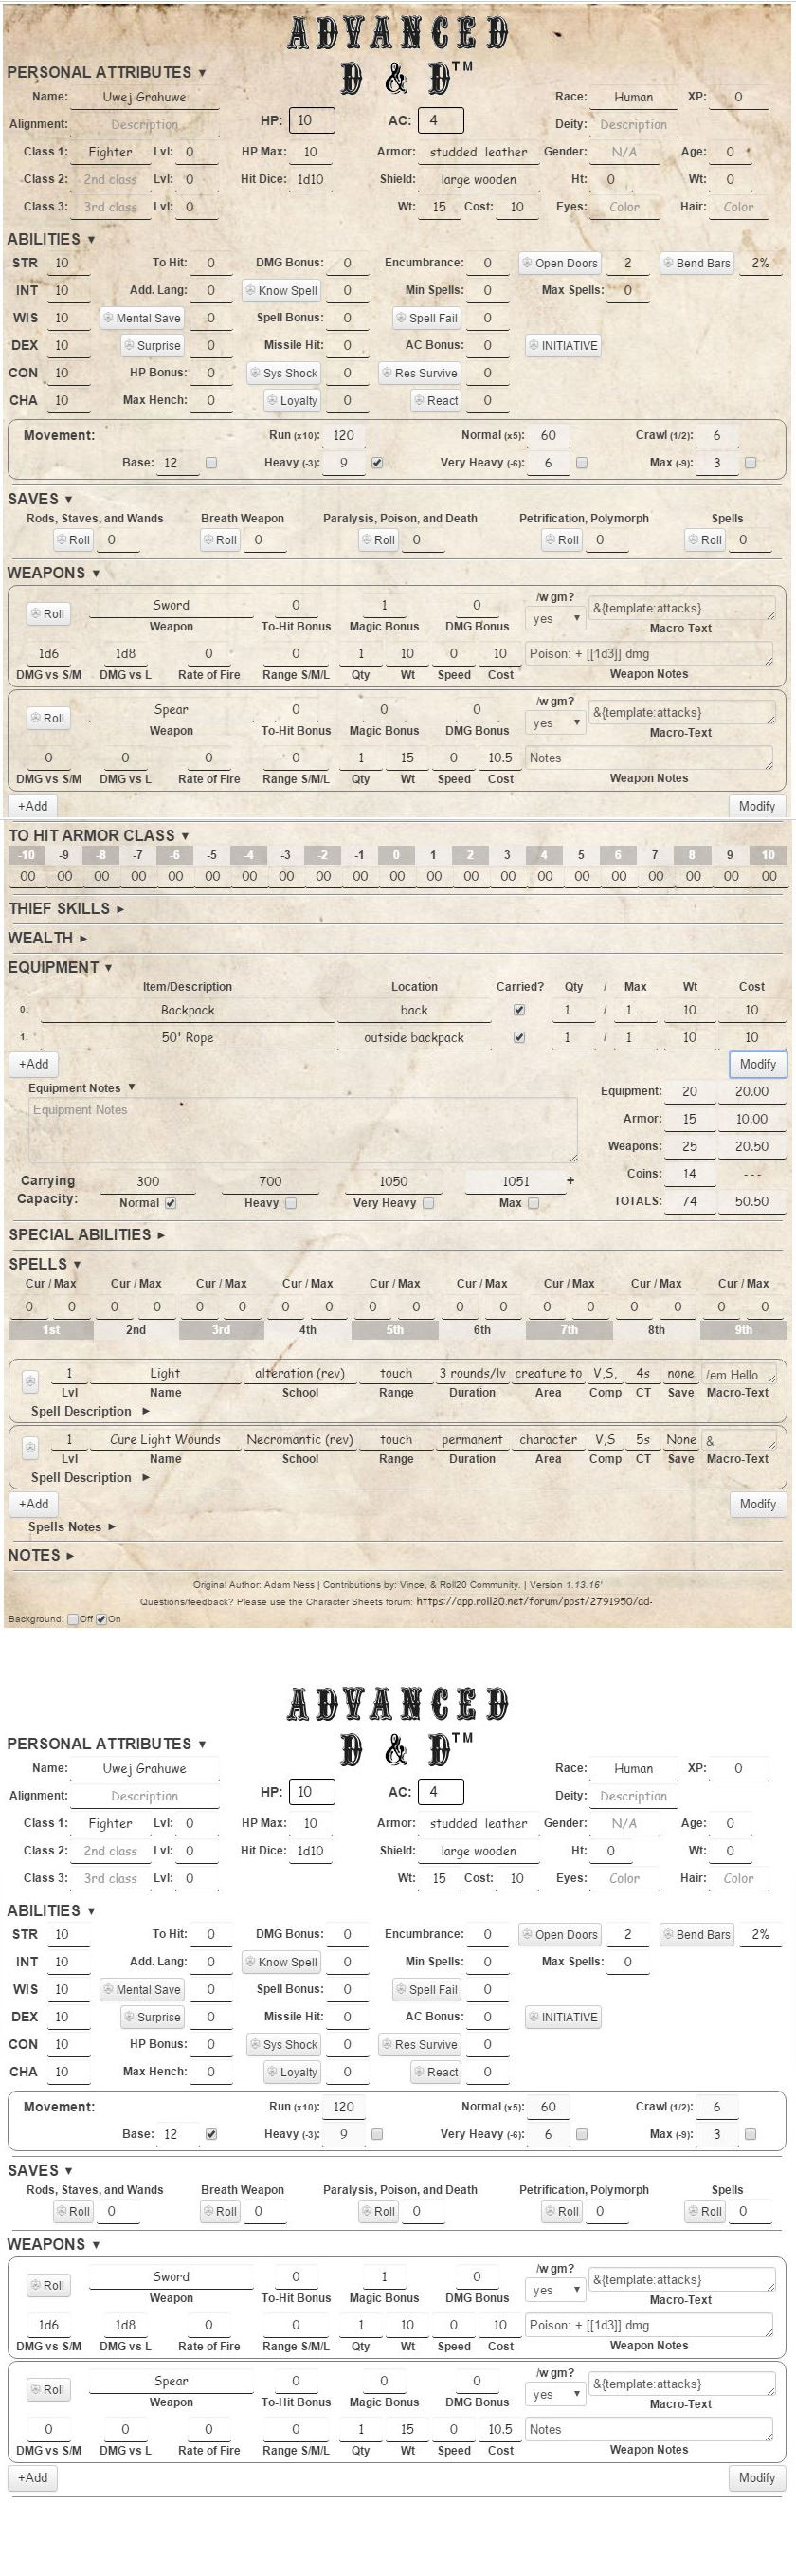 ADVANCED
D & D™
PERSONAL ATTRIBUTES ▼
Name: Uwej Grahuwe Race: Human XP: 0
Alignment: Description HP: 10 AC: 4 Deity: Description
Class 1: Fighter Lvl: 0 HP Max: 10 Armor: studded leather Gender: N/A Age: 0
Class 2: 2nd class Lvl: 0 Hit Dice: 1d10 Shield: large wooden Ht: 0 Wt: 0
Class 3: 3rd class Lvl: 0 Wt: 15 Cost: 10 Eyes: Color Hair: Color
ABILITIES ▼
STR 10 To Hit: 0 DMG Bonus: 0 Encumbrance: 0 Open Doors 2 Bend Bars 2%
INT 10 Add. Lang: 0 Know Spell 0 Min Spells: 0 Max Spells: 0
WIS 10 Mental Save 0 Spell Bonus: 0 Spell Fail 0
DEX 10 Surprise 0 Missile Hit: 0 AC Bonus: 0 INITIATIVE
CON 10 HP Bonus: 0 Sys Shock 0 Res Survive 0
CHA 10 Max Hench: 0 Loyalty 0 React 0
Movement: Run (x10): 120 Normal (x5): 60 Crawl (1/2): 6
Base: 12 Heavy (-3): 9 Very Heavy (-6): 6 Max (-9): 3
SAVES ▼
Rods, Staves, and Wands Breath Weapon Paralysis, Poison, and Death Petrification, Polymorph Spells
Roll 0 Roll 0 Roll 0 Roll 0 Roll 0
WEAPONS ▼
Roll Sword 0 1 0 /w gm? yes &{template:attacks}
Weapon To-Hit Bonus Magic Bonus DMG Bonus Macro-Text
1d6 1d8 0 0 1 10 0 10 Poison: + [[1d3]] dmg
DMG vs S/M DMG vs L Rate of Fire Range S/M/L Qty Wt Speed Cost Weapon Notes
Roll Spear 0 0 0 /w gm? yes &{template:attacks}
Weapon To-Hit Bonus Magic Bonus DMG Bonus Macro-Text
0 0 0 0 1 15 0 10.5 Notes
DMG vs S/M DMG vs L Rate of Fire Range S/M/L Qty Wt Speed Cost Weapon Notes
+Add Modify
TO HIT ARMOR CLASS ▼
-10 -9 -8 -7 -6 -5 -4 -3 -2 -1 0 1 2 3 4 5 6 7 8 9 10
00 00 00 00 00 00 00 00 00 00 00 00 00 00 00 00 00 00 00 00 00
THIEF SKILLS ►
WEALTH ►
EQUIPMENT ▼
Item/Description Location Carried? Qty / Max Wt Cost
0. Backpack back 1 / 1 10 10
1. 50' Rope outside backpack 1 / 1 10 10
+Add Modify
Equipment Notes ▼ Equipment: 20 20.00
Equipment Notes
Armor: 15 10.00
Weapons: 25 20.50
Coins: 14 ---
Carrying Capacity: 300 700 1050 1051 +
Normal Heavy Very Heavy Max TOTALS: 74 50.50
SPECIAL ABILITIES ►
SPELLS ▼
Cur / Max Cur / Max Cur / Max Cur / Max Cur / Max Cur / Max Cur / Max Cur / Max Cur / Max
0 0 0 0 0 0 0 0 0 0 0 0 0 0 0 0 0 0
1st 2nd 3rd 4th 5th 6th 7th 8th 9th
1 Light alteration (rev) touch 3 rounds/lv creature to V,S, 4s none /em Hello
Lvl Name School Range Duration Area Comp CT Save Macro-Text
Spell Description ►
1 Cure Light Wounds Necromantic (rev) touch permanent character V,S 5s None &
Lvl Name School Range Duration Area Comp CT Save Macro-Text
Spell Description ►
+Add Modify
Spells Notes ►
NOTES ►
Original Author: Adam Ness | Contributions by: Vince, & Roll20 Community. | Version 1.13.16'
Questions/feedback? Please use the Character Sheets forum: https://app.roll20.net/forum/post/2791950/ad-
Background: Off On
ADVANCED
D & D™
PERSONAL ATTRIBUTES ▼
Name: Uwej Grahuwe Race: Human XP: 0
Alignment: Description HP: 10 AC: 4 Deity: Description
Class 1: Fighter Lvl: 0 HP Max: 10 Armor: studded leather Gender: N/A Age: 0
Class 2: 2nd class Lvl: 0 Hit Dice: 1d10 Shield: large wooden Ht: 0 Wt: 0
Class 3: 3rd class Lvl: 0 Wt: 15 Cost: 10 Eyes: Color Hair: Color
ABILITIES ▼
STR 10 To Hit: 0 DMG Bonus: 0 Encumbrance: 0 Open Doors 2 Bend Bars 2%
INT 10 Add. Lang: 0 Know Spell 0 Min Spells: 0 Max Spells: 0
WIS 10 Mental Save 0 Spell Bonus: 0 Spell Fail 0
DEX 10 Surprise 0 Missile Hit: 0 AC Bonus: 0 INITIATIVE
CON 10 HP Bonus: 0 Sys Shock 0 Res Survive 0
CHA 10 Max Hench: 0 Loyalty 0 React 0
Movement: Run (x10): 120 Normal (x5): 60 Crawl (1/2): 6
Base: 12 Heavy (-3): 9 Very Heavy (-6): 6 Max (-9): 3
SAVES ▼
Rods, Staves, and Wands Breath Weapon Paralysis, Poison, and Death Petrification, Polymorph Spells
Roll 0 Roll 0 Roll 0 Roll 0 Roll 0
WEAPONS ▼
Roll Sword 0 1 0 /w gm? yes &{template:attacks}
Weapon To-Hit Bonus Magic Bonus DMG Bonus Macro-Text
1d6 1d8 0 0 1 10 0 10 Poison: + [[1d3]] dmg
DMG vs S/M DMG vs L Rate of Fire Range S/M/L Qty Wt Speed Cost Weapon Notes
Roll Spear 0 0 0 /w gm? yes &{template:attacks}
Weapon To-Hit Bonus Magic Bonus DMG Bonus Macro-Text
0 0 0 0 1 15 0 10.5 Notes
DMG vs S/M DMG vs L Rate of Fire Range S/M/L Qty Wt Speed Cost Weapon Notes
+Add Modify